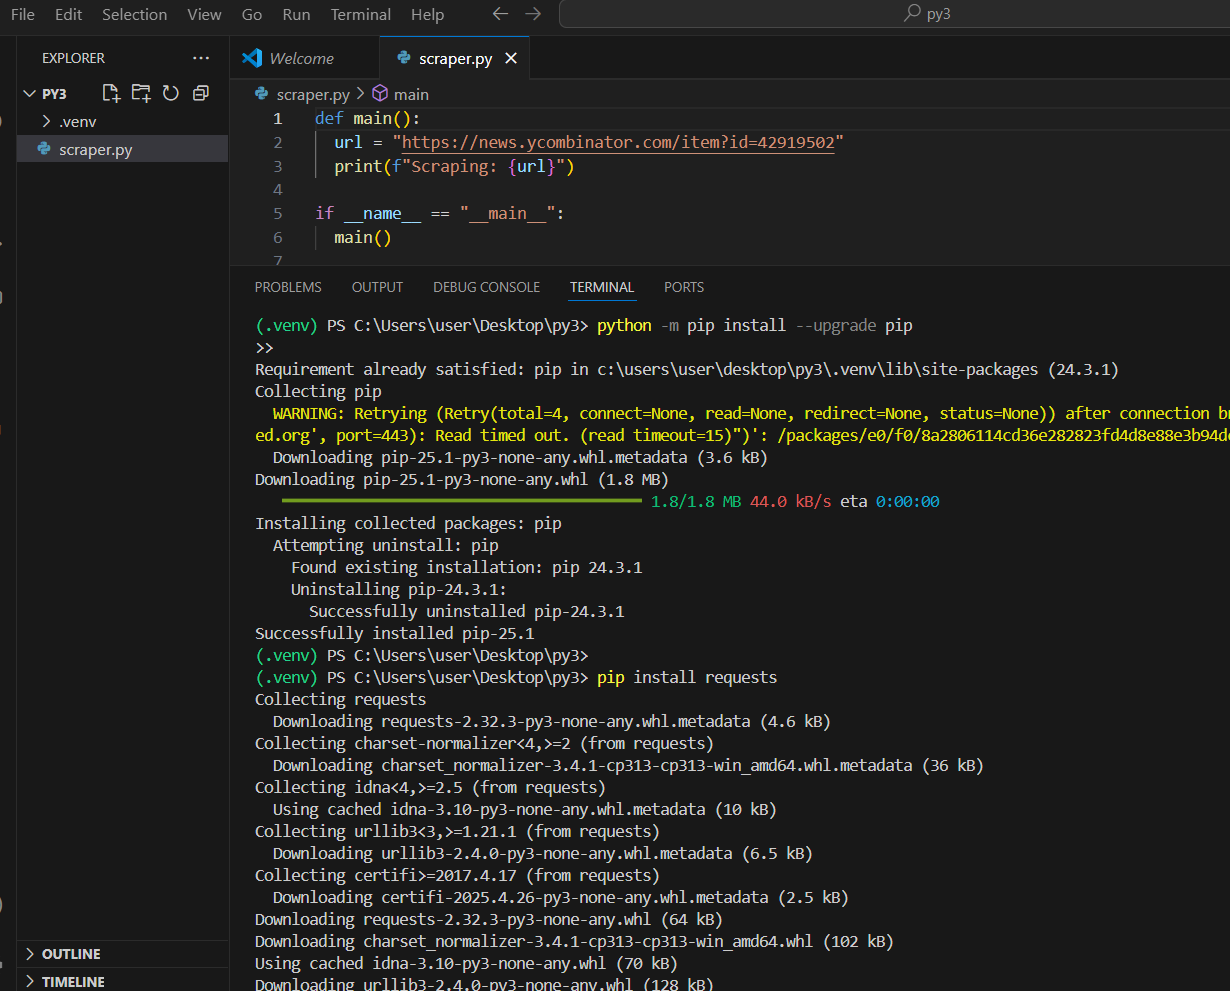 File Edit Selection View Go Run Terminal Help py3
EXPLORER
PY3
.venv
scraper.py
OUTLINE
TIMELINE
Welcome scraper.py
scraper.py > main
1 def main():
2 url = "https://news.ycombinator.com/item?id=42919502"
3 print(f"Scraping: {url}")
4
5 if __name__ == "__main__":
6 main()
7
PROBLEMS OUTPUT DEBUG CONSOLE TERMINAL PORTS
(.venv) PS C:\Users\user\Desktop\py3> python -m pip install --upgrade pip
>>
Requirement already satisfied: pip in c:\users\user\desktop\py3\.venv\lib\site-packages (24.3.1)
Collecting pip
WARNING: Retrying (Retry(total=4, connect=None, read=None, redirect=None, status=None)) after connection br
ed.org', port=443): Read timed out. (read timeout=15)")': /packages/e0/f0/8a2806114cd36e282823fd4d8e88e3b94d
Downloading pip-25.1-py3-none-any.whl.metadata (3.6 kB)
Downloading pip-25.1-py3-none-any.whl (1.8 MB)
1.8/1.8 MB 44.0 kB/s eta 0:00:00
Installing collected packages: pip
Attempting uninstall: pip
Found existing installation: pip 24.3.1
Uninstalling pip-24.3.1:
Successfully uninstalled pip-24.3.1
Successfully installed pip-25.1
(.venv) PS C:\Users\user\Desktop\py3>
(.venv) PS C:\Users\user\Desktop\py3> pip install requests
Collecting requests
Downloading requests-2.32.3-py3-none-any.whl.metadata (4.6 kB)
Collecting charset-normalizer<4,>=2 (from requests)
Downloading charset_normalizer-3.4.1-cp313-cp313-win_amd64.whl.metadata (36 kB)
Collecting idna<4,>=2.5 (from requests)
Using cached idna-3.10-py3-none-any.whl.metadata (10 kB)
Collecting urllib3<3,>=1.21.1 (from requests)
Downloading urllib3-2.4.0-py3-none-any.whl.metadata (6.5 kB)
Collecting certifi>=2017.4.17 (from requests)
Downloading certifi-2025.4.26-py3-none-any.whl.metadata (2.5 kB)
Downloading requests-2.32.3-py3-none-any.whl (64 kB)
Downloading charset_normalizer-3.4.1-cp313-cp313-win_amd64.whl (102 kB)
Using cached idna-3.10-py3-none-any.whl (70 kB)
Downloading urllib3-2.4.0-py3-none-any.whl (128 kB)